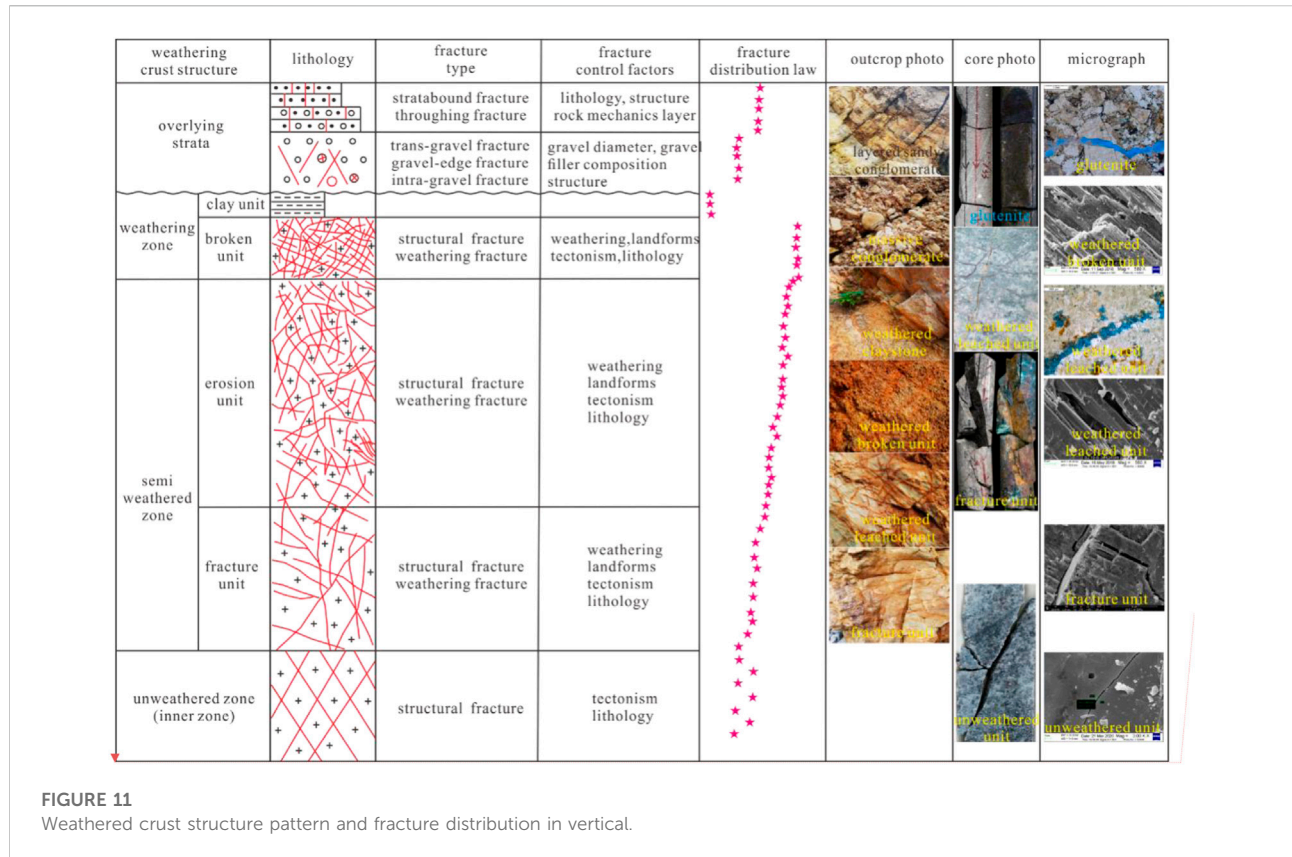 weathering
crust structure
lithology
fracture
type
fracture
control factors
fracture
distribution law
outcrop photo
core photo
micrograph
overlying
strata
stratabound fracture
throughing fracture
lithology, structure
rock mechanics layer
trans-gravel fracture
gravel-edge fracture
intra-gravel fracture
gravel diameter, gravel
filler composition
structure
weathering
zone
clay unit
broken
unit
structural fracture
weathering fracture
weathering,landforms
tectonism,lithology
semi
weathered
zone
erosion
unit
structural fracture
weathering fracture
weathering
landforms
tectonism
lithology
fracture
unit
structural fracture
weathering fracture
weathering
landforms
tectonism
lithology
unweathered zone
(inner zone)
structural fracture
tectonism
lithology
layered sandy
conglomerate
massive
conglomerate
weathered
claystone
weathered
broken unit
weathered
leached unit
fracture unit
glutenite
weathered
leached unit
fracture unit
unweathered
unit
glutenite
weathered
broken unit
weathered
leached unit
weathered
leached unit
fracture unit
unweathered unit
FIGURE 11
Weathered crust structure pattern and fracture distribution in vertical.